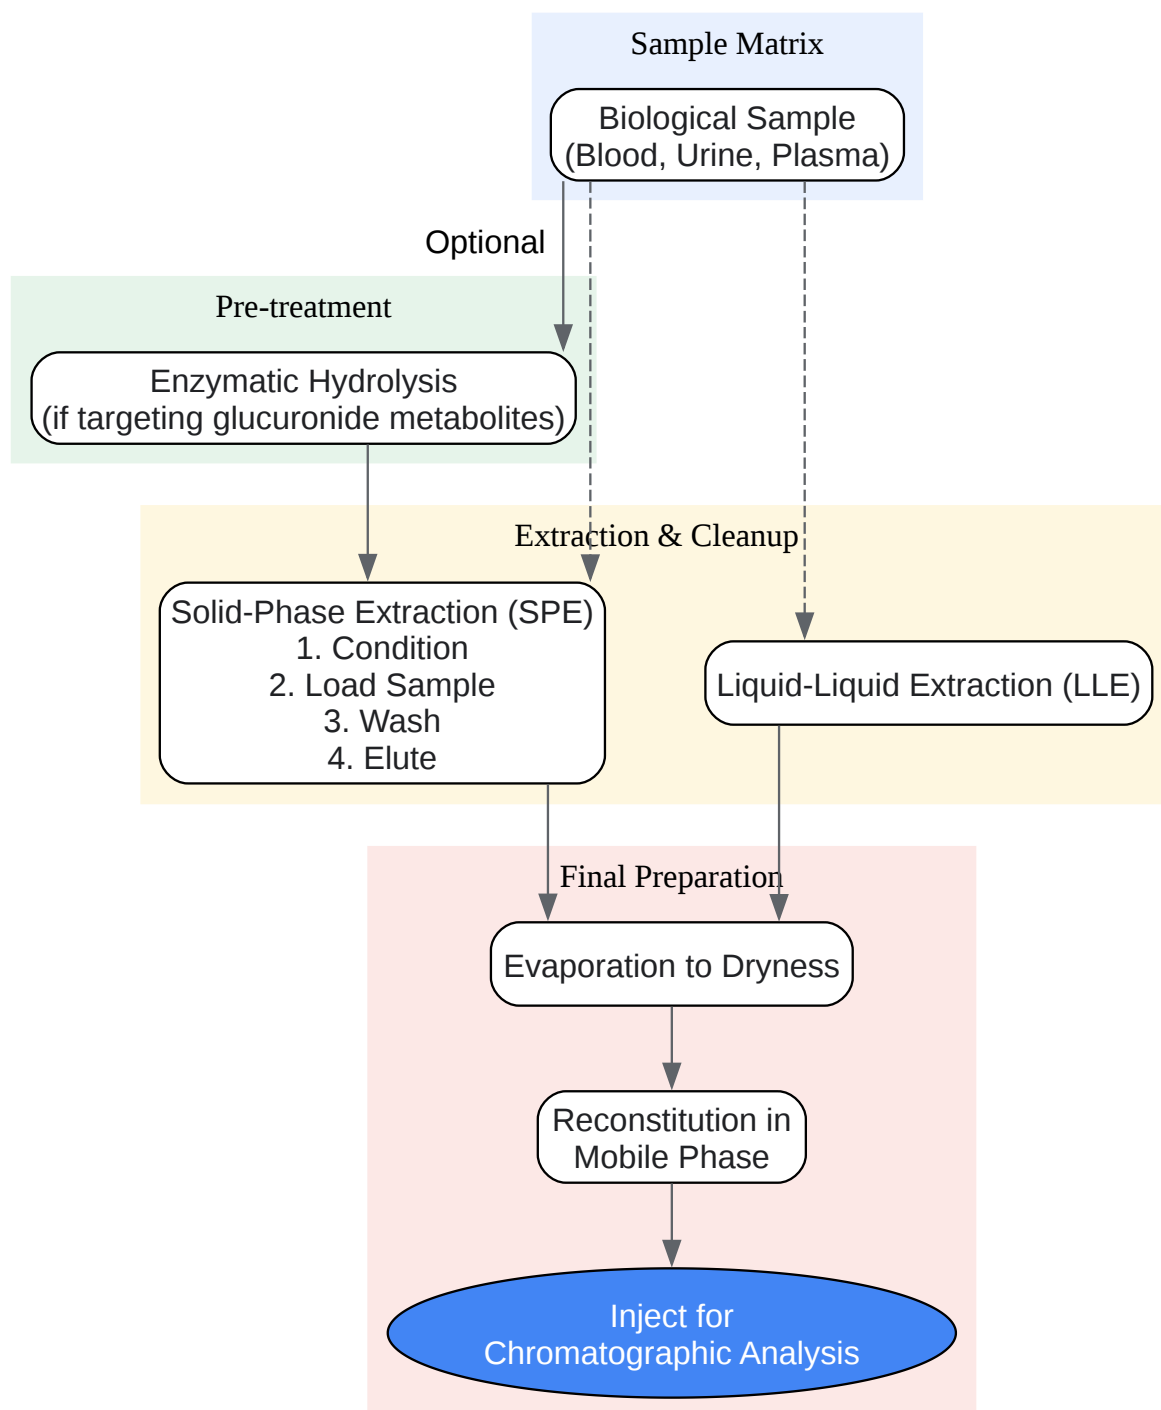 Sample Matrix
Biological Sample
(Blood, Urine, Plasma)
Optional
Pre-treatment
Enzymatic Hydrolysis
(if targeting glucuronide metabolites)
Extraction & Cleanup
Solid-Phase Extraction (SPE)
1. Condition
2. Load Sample
3. Wash
4. Elute
Liquid-Liquid Extraction (LLE)
Final Preparation
Evaporation to Dryness
Reconstitution in
Mobile Phase
Inject for
Chromatographic Analysis